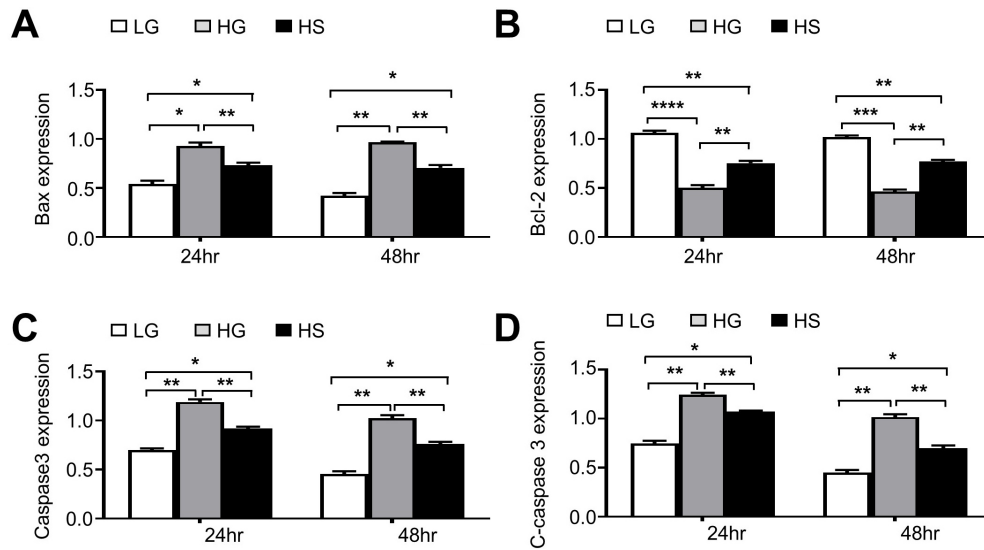 A
LG HG HS
Bax expression
1.5
1.0
0.5
0.0
*
* **
*
** **
24hr 48hr
B
LG HG HS
Bcl-2 expression
1.5
1.0
0.5
0.0
**
****
**
**
***
**
24hr 48hr
C
LG HG HS
Caspase3 expression
1.5
1.0
0.5
0.0
*
** **
*
** **
24hr 48hr
D
LG HG HS
C-caspase 3 expression
1.5
1.0
0.5
0.0
*
** **
*
** **
24hr 48hr